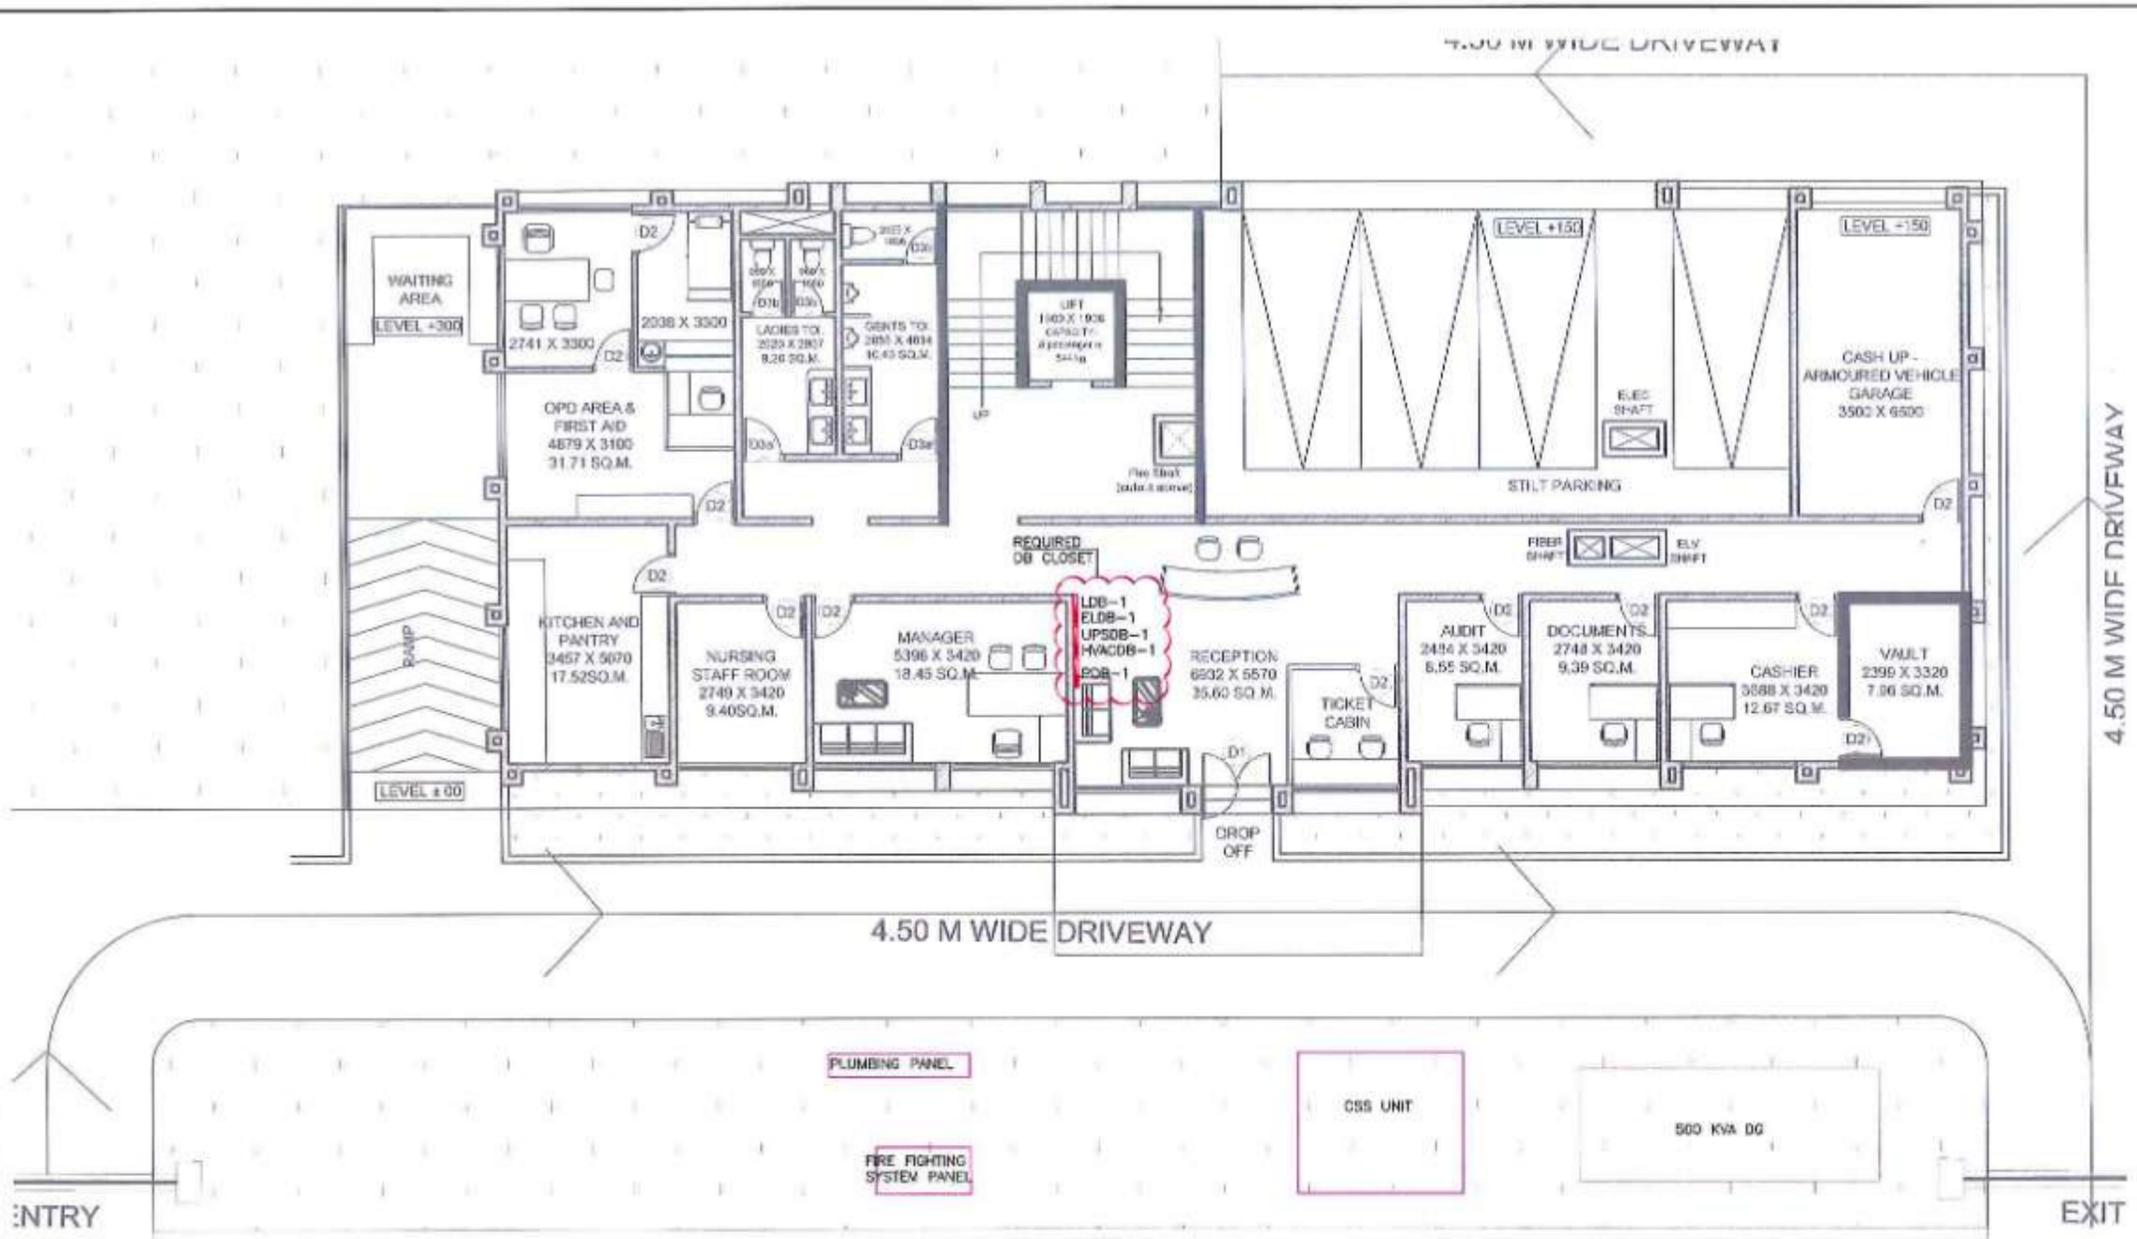 WAITING
AREA
LEVEL +300
2741 X 3300
D2
2038 X 3300
D2
OPD AREA &
FIRST AID
4879 X 3100
31.71 SQ.M.
D2
D3b
D3b
D3b
LADIES TOI.
GENTS TOI.
D3a
D3a
LIFT
UP
LEVEL +150
ELEC
SHAFT
STILT PARKING
LEVEL +150
CASH UP -
ARMOURED VEHICLE
GARAGE
3500 X 6500
D2
4.50 M WIDE DRIVEWAY
REQUIRED
DB CLOSET
LDB-1
ELDB-1
UPSDB-1
HVACDB-1
PDB-1
FIBER
SHAFT
ELV
SHAFT
RAMP
LEVEL ± 00
D2
KITCHEN AND
PANTRY
3457 X 5070
17.52SQ.M.
NURSING
STAFF ROOM
2749 X 3420
9.40SQ.M.
D2
D2
MANAGER
5396 X 3420
18.45 SQ.M.
RECEPTION
6932 X 5570
35.60 SQ.M.
D1
TICKET
CABIN
D2
AUDIT
2484 X 3420
D2
DOCUMENTS
2748 X 3420
9.39 SQ.M.
D2
CASHIER
3688 X 3420
12.67 SQ.M.
D2
VAULT
2399 X 3320
7.96 SQ.M.
D2
DROP
OFF
4.50 M WIDE DRIVEWAY
4.50 M WIDE DRIVEWAY
PLUMBING PANEL
FIRE FIGHTING
SYSTEM PANEL
CSS UNIT
500 KVA DG
NTRY
EXIT